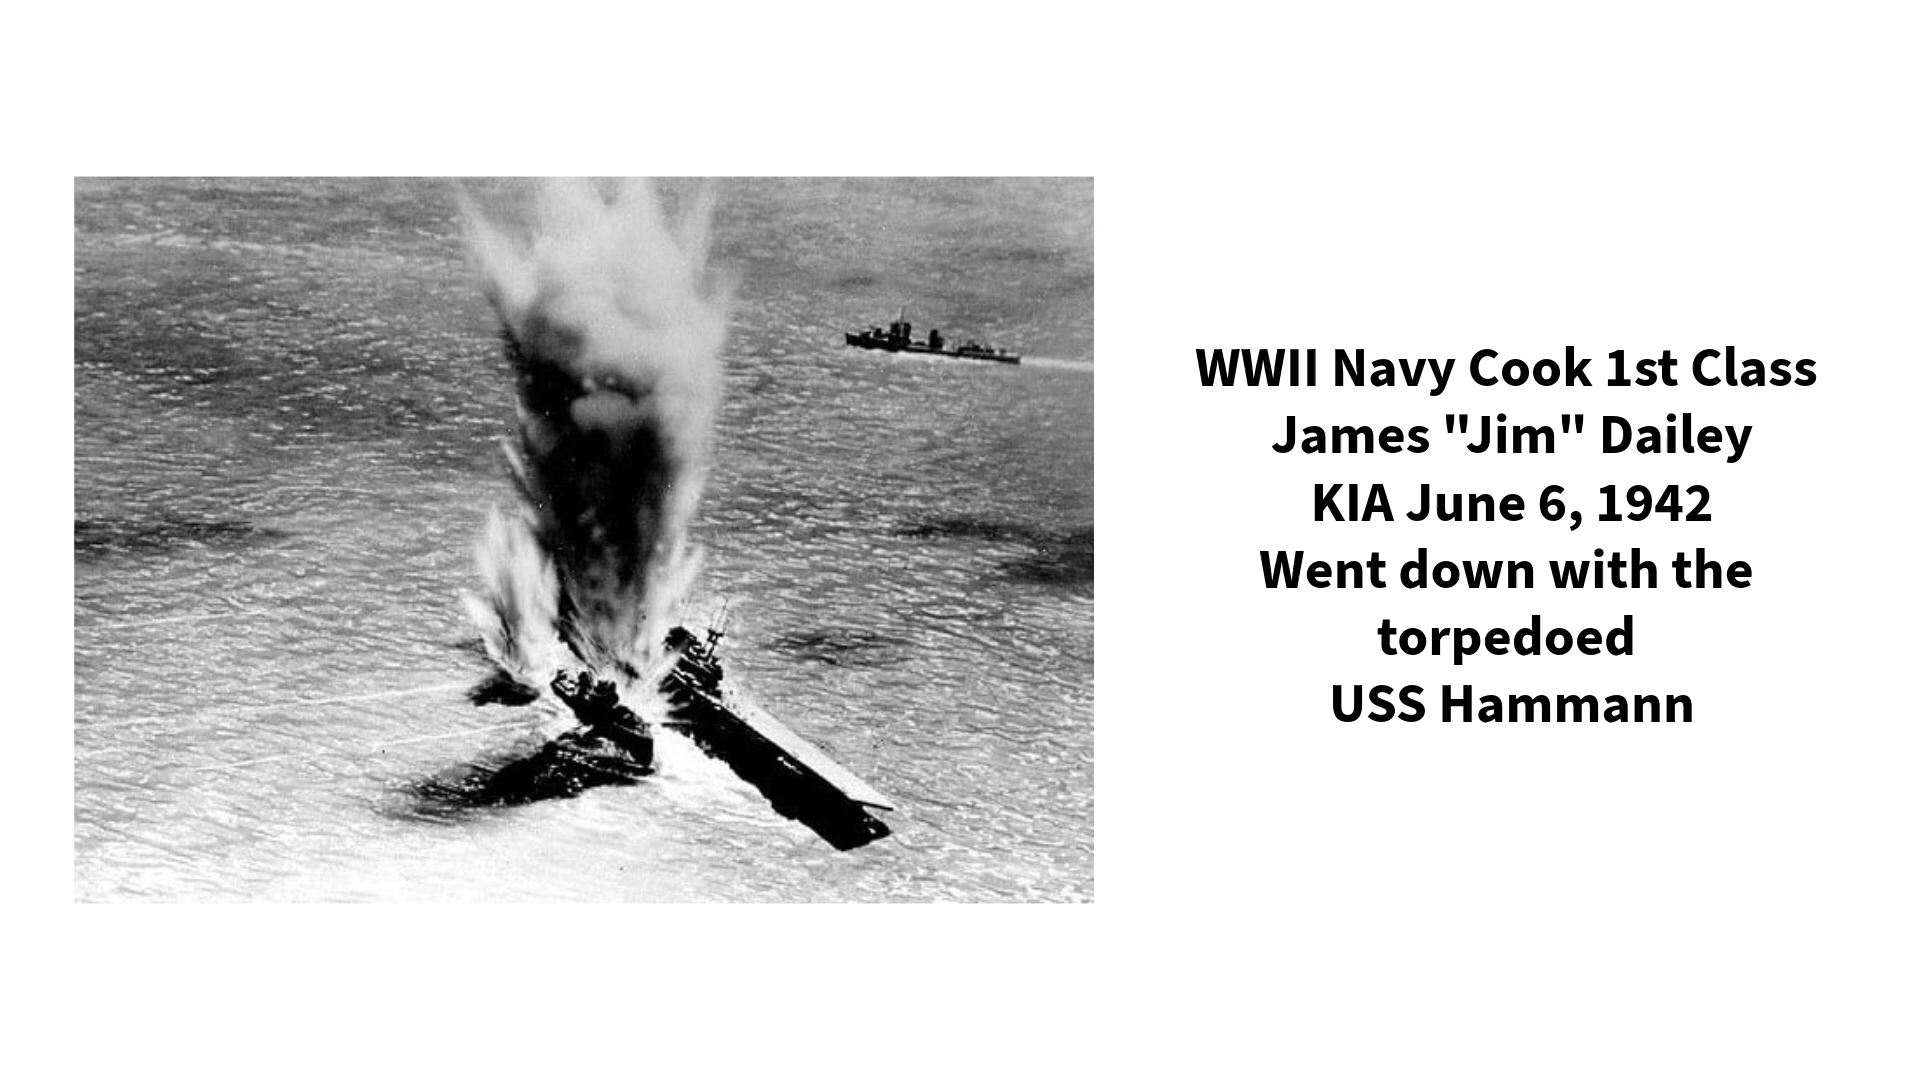 WWII Navy Cook 1st Class
James "Jim" Dailey
KIA June 6, 1942
Went down with the
torpedoed
USS Hammann